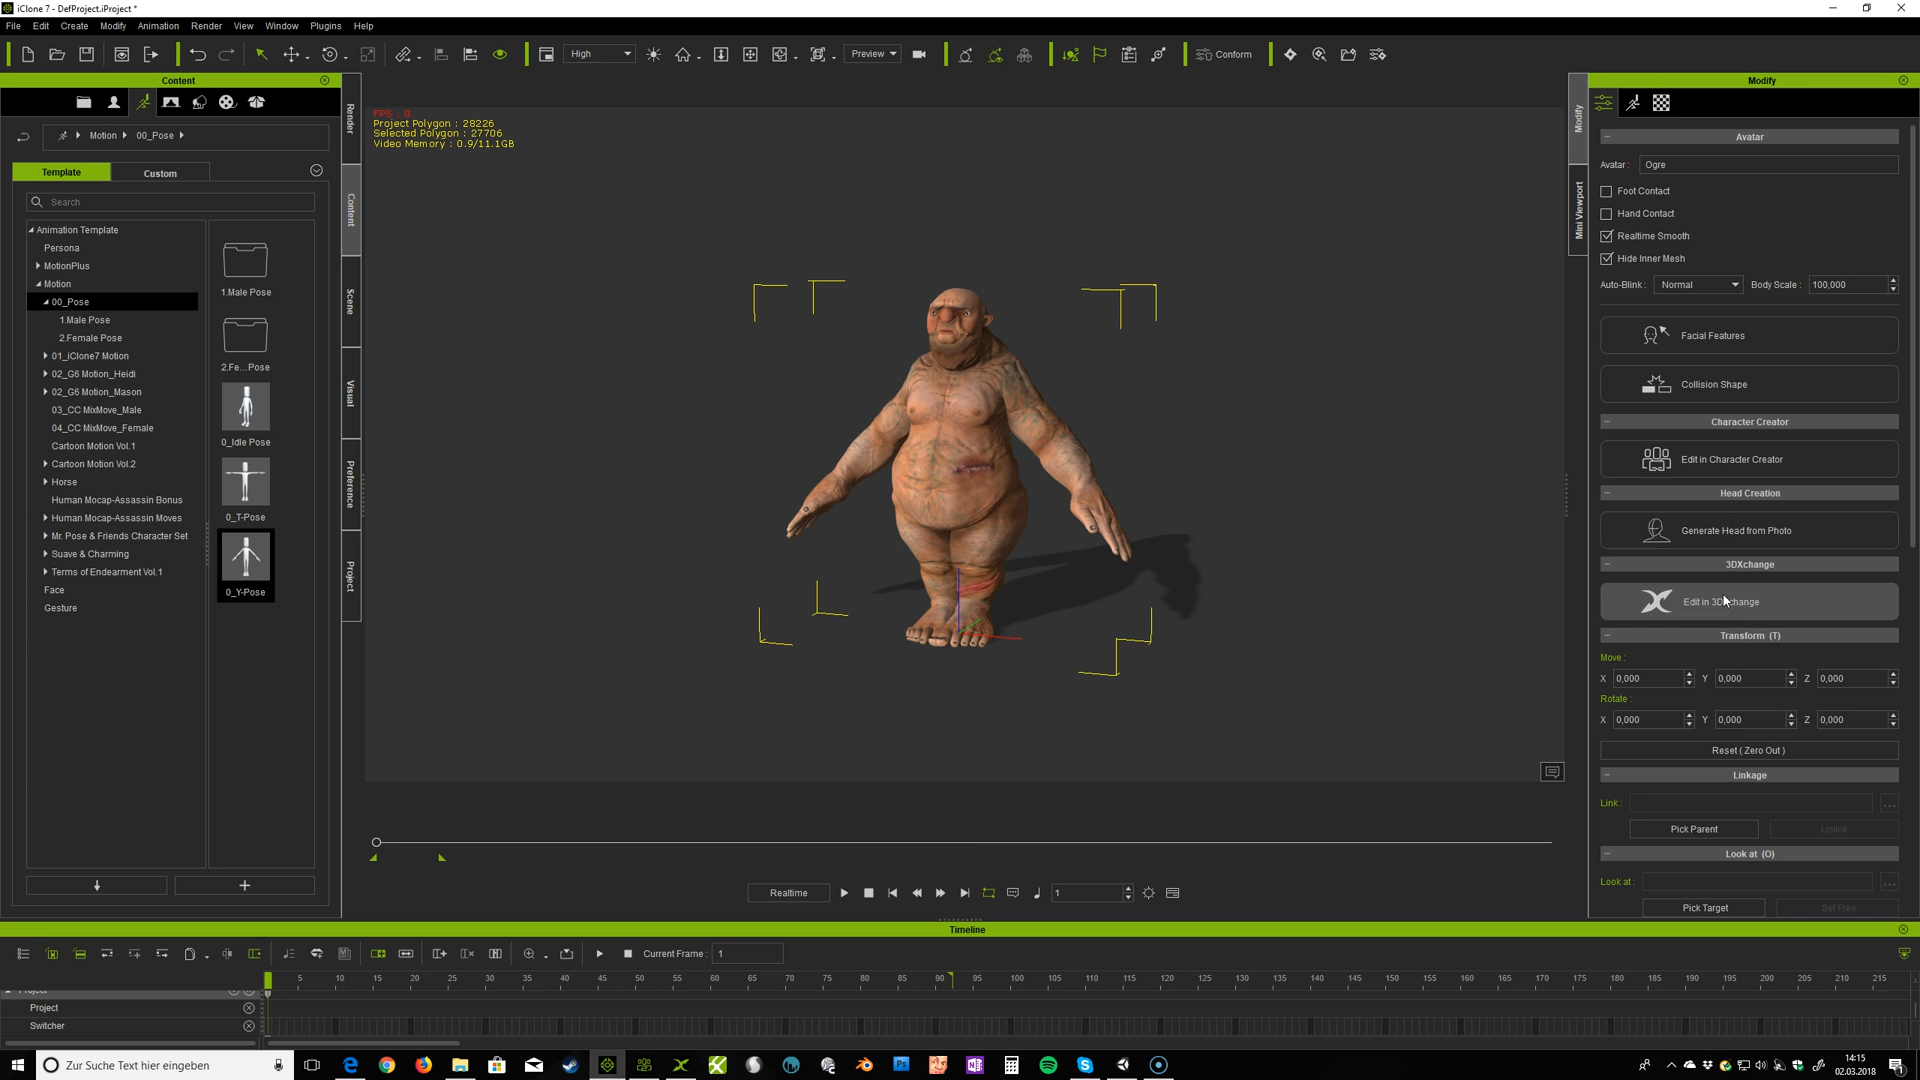 iClone 7 - DefProject.iProject *
File Edit Create Modify Animation Render View Window Plugins Help
High
Preview
Conform
Content
Motion 00_Pose
Template Custom
Search
Animation Template
Persona
MotionPlus
Motion
00_Pose
1.Male Pose
2.Female Pose
01_iClone7 Motion
02_G6 Motion_Heidi
02_G6 Motion_Mason
03_CC MixMove_Male
04_CC MixMove_Female
Cartoon Motion Vol.1
Cartoon Motion Vol.2
Horse
Human Mocap-Assassin Bonus
Human Mocap-Assassin Moves
Mr. Pose & Friends Character Set
Suave & Charming
Terms of Endearment Vol.1
Face
Gesture
1.Male Pose
2.Fe...Pose
0_Idle Pose
0_T-Pose
0_Y-Pose
Render
Content
Scene
Visual
Preference
Project
FPS : 0
Project Polygon : 28226
Selected Polygon : 27706
Video Memory : 0.9/11.1GB
Realtime
1
Modify
Mini Viewport
Modify
Avatar
Avatar : Ogre
Foot Contact
Hand Contact
Realtime Smooth
Hide Inner Mesh
Auto-Blink : Normal Body Scale : 100,000
Facial Features
Collision Shape
Character Creator
Edit in Character Creator
Head Creation
Generate Head from Photo
3DXchange
Edit in 3DXchange
Transform (T)
Move :
X 0,000 Y 0,000 Z 0,000
Rotate :
X 0,000 Y 0,000 Z 0,000
Reset ( Zero Out )
Linkage
Link :
Pick Parent Unlink
Look at (O)
Look at :
Pick Target Set Free
Timeline
Current Frame : 1
5 10 15 20 25 30 35 40 45 50 55 60 65 70 75 80 85 90 95 100 105 110 115 120 125 130 135 140 145 150 155 160 165 170 175 180 185 190 195 200 205 210 215
Project
Project
Switcher
Zur Suche Text hier eingeben
14:15
02.03.2018